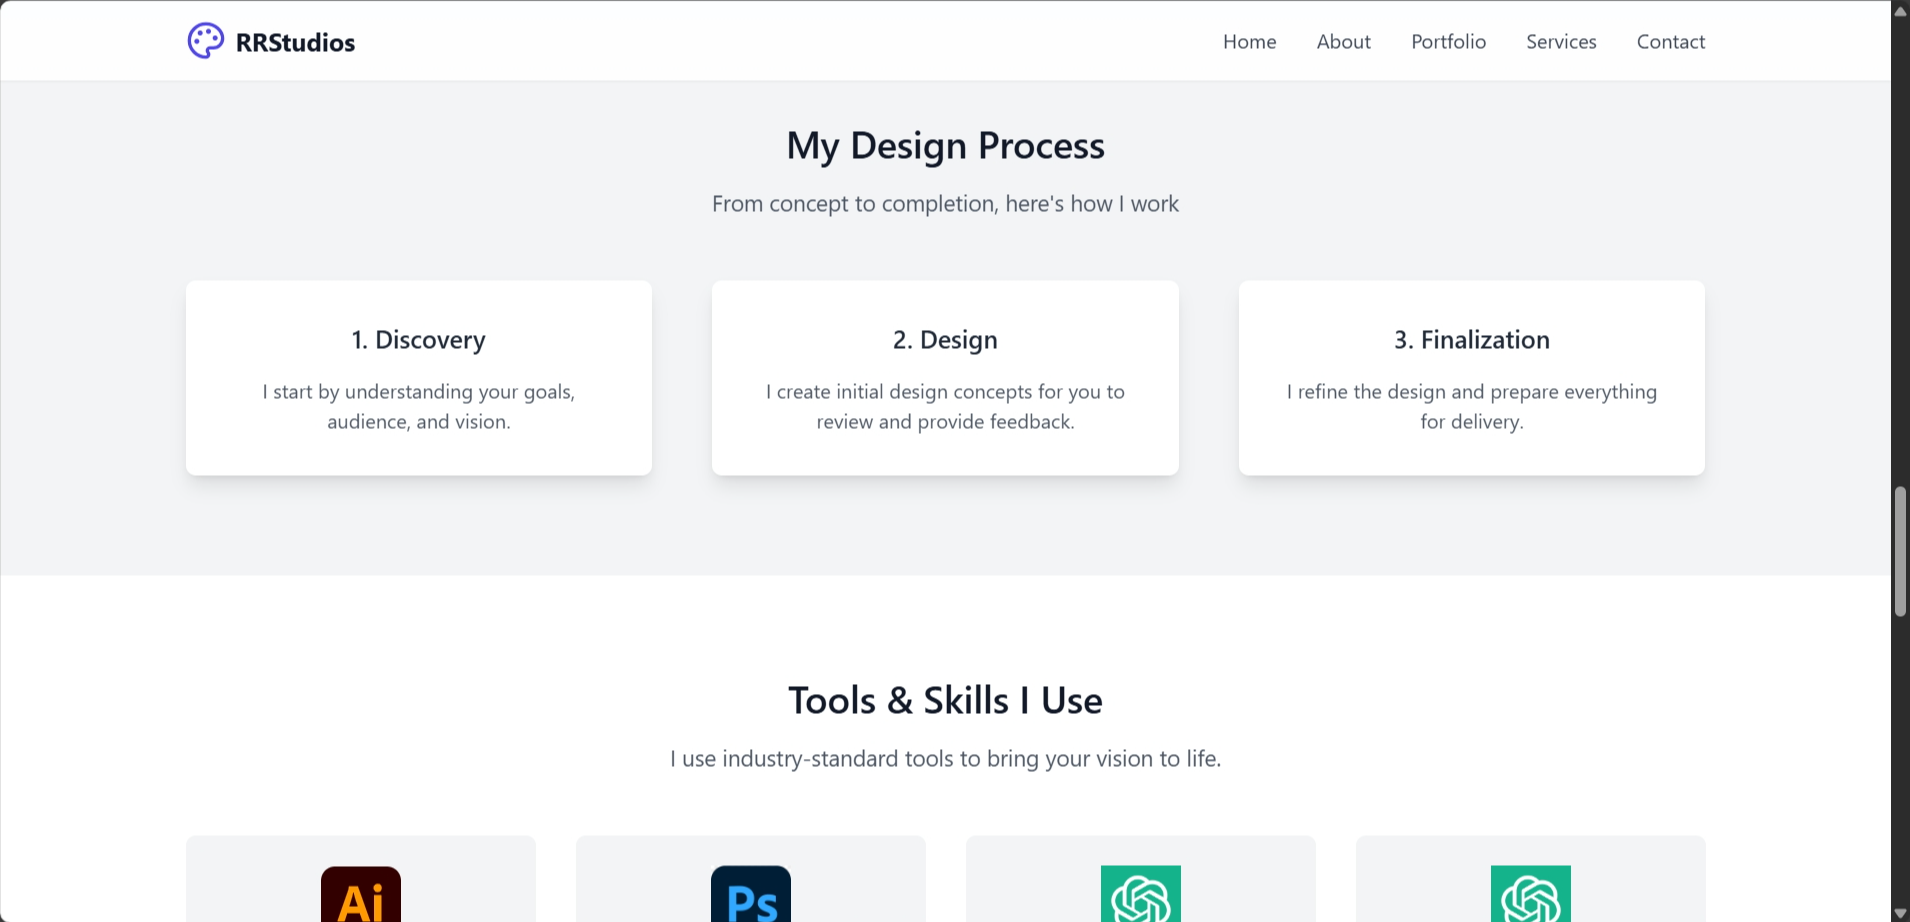 RRStudios
Home About Portfolio Services Contact
My Design Process
From concept to completion, here's how I work
1. Discovery
I start by understanding your goals,
audience, and vision.
2. Design
I create initial design concepts for you to
review and provide feedback.
3. Finalization
I refine the design and prepare everything
for delivery.
Tools & Skills I Use
I use industry-standard tools to bring your vision to life.
Ai
Ps